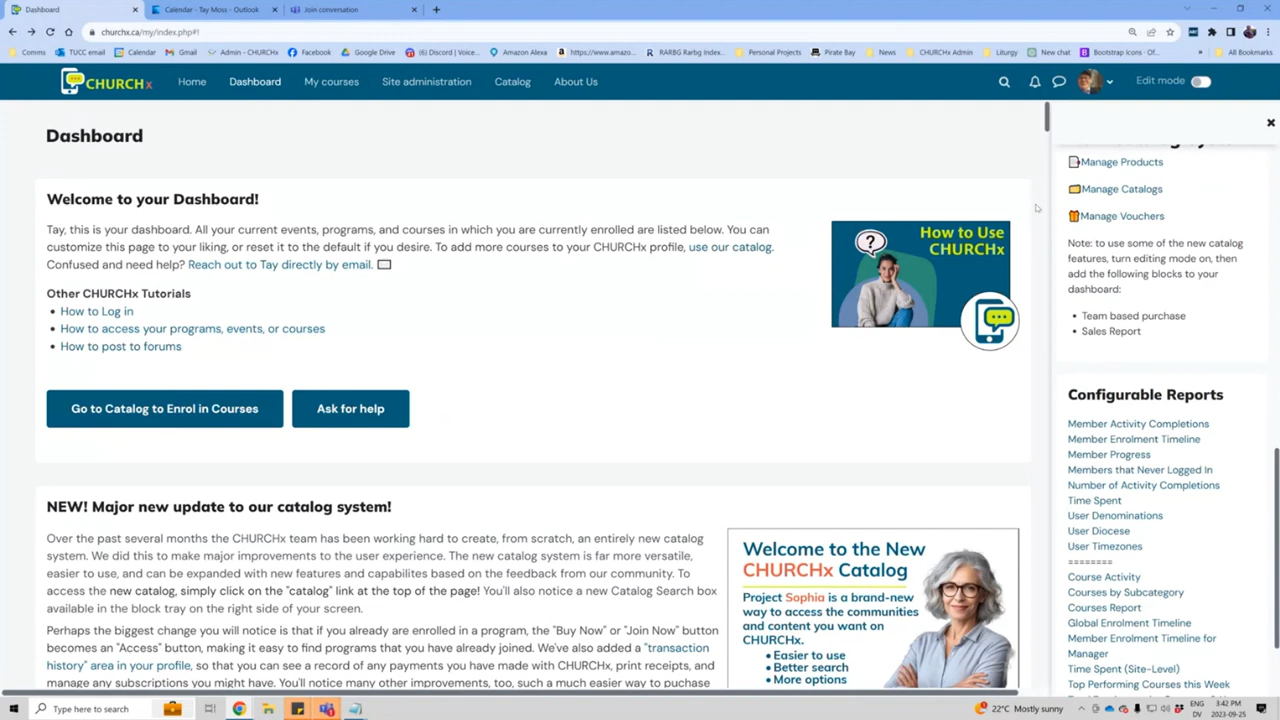 Dashboard
Calendar - Tay Moss - Outlook
Join conversation
churchx.ca/my/index.php#!
Comms
TUCC email
Calendar
Gmail
Admin - CHURCHx
Facebook
Google Drive
(6) Discord | Voice...
Amazon Alexa
https://www.amazo...
RARBG Rarbg Index...
Personal Projects
Pirate Bay
News
CHURCHx Admin
Liturgy
New chat
Bootstrap Icons · Of...
»
All Bookmarks
CHURCHx
Home
Dashboard
My courses
Site administration
Catalog
About Us
Edit mode
Dashboard
Welcome to your Dashboard!
Tay, this is your dashboard. All your current events, programs, and courses in which you are currently enrolled are listed below. You can
customize this page to your liking, or reset it to the default if you desire. To add more courses to your CHURCHx profile, use our catalog.
Confused and need help? Reach out to Tay directly by email.
Other CHURCHx Tutorials
• How to Log in
• How to access your programs, events, or courses
• How to post to forums
?
How to Use
CHURCHx
Go to Catalog to Enrol in Courses
Ask for help
NEW! Major new update to our catalog system!
Over the past several months the CHURCHx team has been working hard to create, from scratch, an entirely new catalog
system. We did this to make major improvements to the user experience. The new catalog system is far more versatile,
easier to use, and can be expanded with new features and capabilites based on the feedback from our community. To
access the new catalog, simply click on the "catalog" link at the top of the page! You'll also notice a new Catalog Search box
available in the block tray on the right side of your screen.
Perhaps the biggest change you will notice is that if you already are enrolled in a program, the "Buy Now" or "Join Now" button
becomes an "Access" button, making it easy to find programs that you have already joined. We've also added a "transaction
history" area in your profile, so that you can see a record of any payments you have made with CHURCHx, print receipts, and
manage any subscriptions you might have. You'll notice many other improvements, too, such a much easier way to purchase
Welcome to the New
CHURCHx Catalog
Project Sophia is a brand-new
way to access the communities
and content you want on
CHURCHx.
• Easier to use
• Better search
• More options
Manage Products
Manage Catalogs
Manage Vouchers
Note: to use some of the new catalog
features, turn editing mode on, then
add the following blocks to your
dashboard:
• Team based purchase
• Sales Report
Configurable Reports
Member Activity Completions
Member Enrolment Timeline
Member Progress
Members that Never Logged In
Number of Activity Completions
Time Spent
User Denominations
User Diocese
User Timezones
========
Course Activity
Courses by Subcategory
Courses Report
Global Enrolment Timeline
Member Enrolment Timeline for
Manager
Time Spent (Site-Level)
Top Performing Courses this Week
Type here to search
22°C Mostly sunny
ENG
DV
3:42 PM
2023-09-25